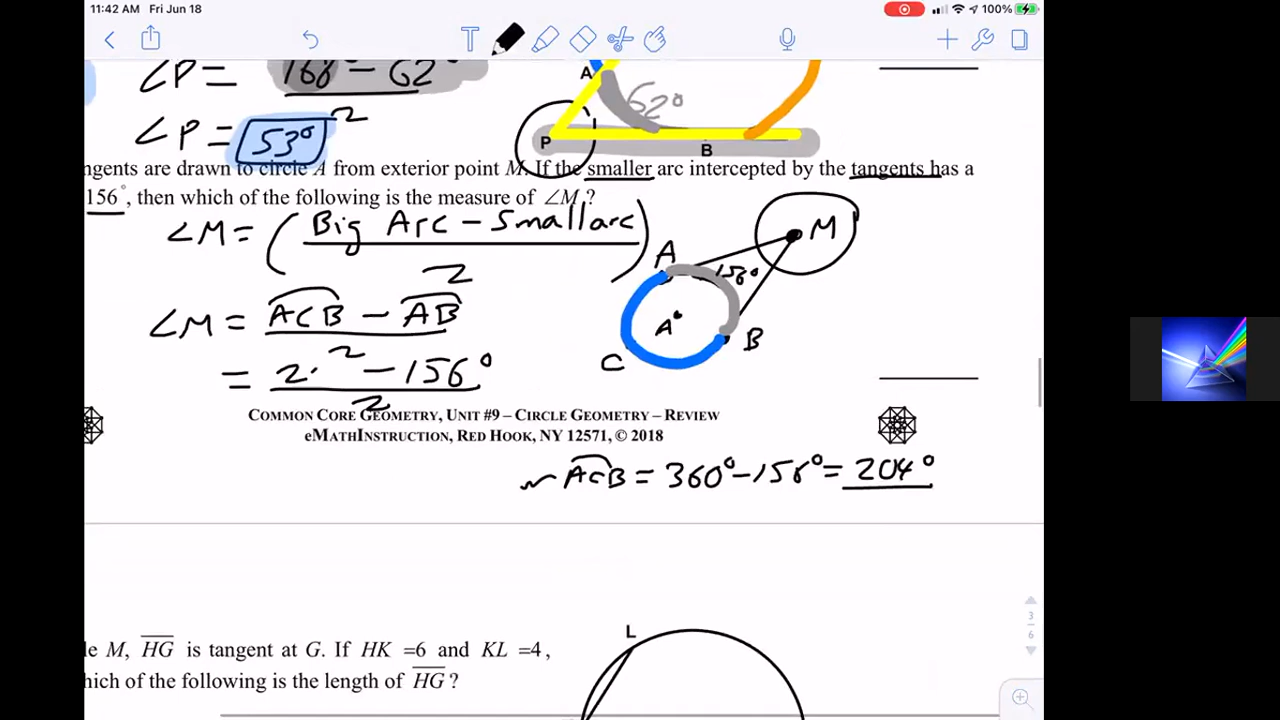 11:42 AM Fri Jun 18
100%
T
∠P = 168° − 62°
2
∠P = 53°
A
62°
P
B
ngents are drawn to circle A from exterior point M. If the smaller arc intercepted by the tangents has a
156°, then which of the following is the measure of ∠M ?
∠M = (Big Arc − Small arc)
2
∠M = ACB − AB
2
= 2 − 156°
2
A
156°
M
A
B
C
COMMON CORE GEOMETRY, UNIT #9 – CIRCLE GEOMETRY – REVIEW
eMATHINSTRUCTION, RED HOOK, NY 12571, © 2018
m ACB = 360° − 156° = 204°
3
6
L
le M, HG is tangent at G. If HK =6 and KL =4,
hich of the following is the length of HG ?